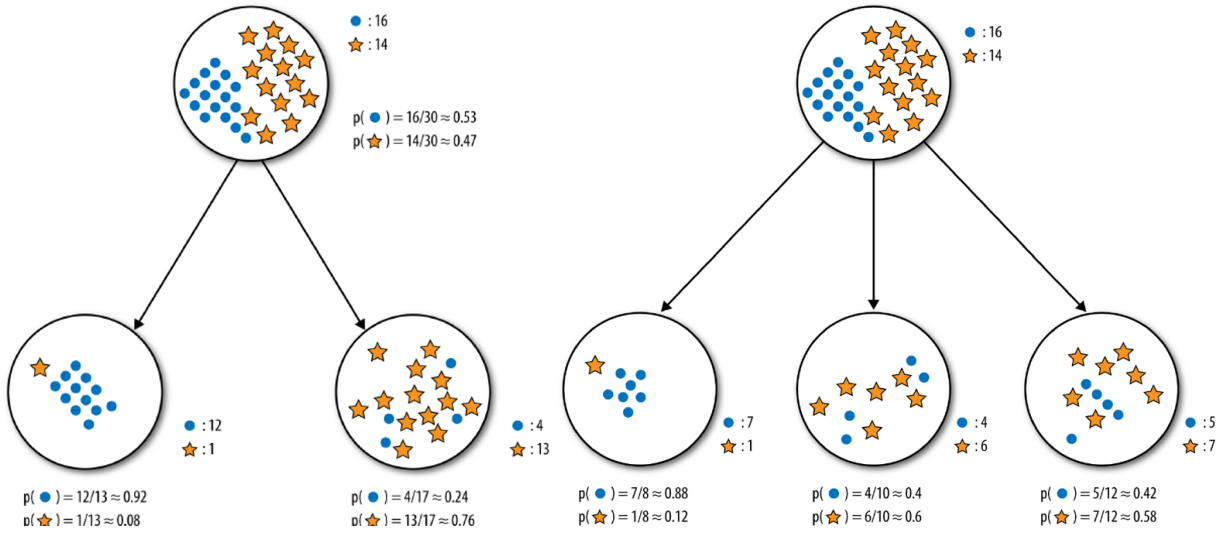 : 16
: 14
p( ) = 16/30 ≈ 0.53
p( ) = 14/30 ≈ 0.47
: 12
: 1
p( ) = 12/13 ≈ 0.92
p( ) = 1/13 ≈ 0.08
: 4
: 13
p( ) = 4/17 ≈ 0.24
p( ) = 13/17 ≈ 0.76
: 16
: 14
: 7
: 1
p( ) = 7/8 ≈ 0.88
p( ) = 1/8 ≈ 0.12
: 4
: 6
p( ) = 4/10 ≈ 0.4
p( ) = 6/10 ≈ 0.6
: 5
: 7
p( ) = 5/12 ≈ 0.42
p( ) = 7/12 ≈ 0.58